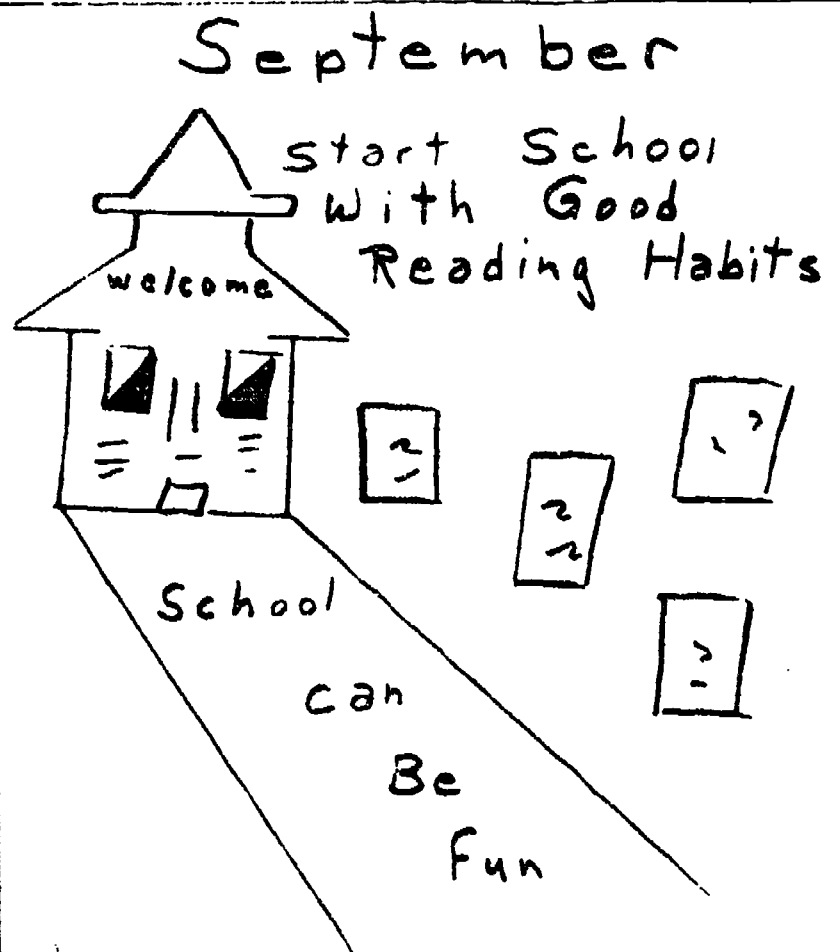 September
Start School
With Good
Reading Habits
welcome
School
can
Be
Fun